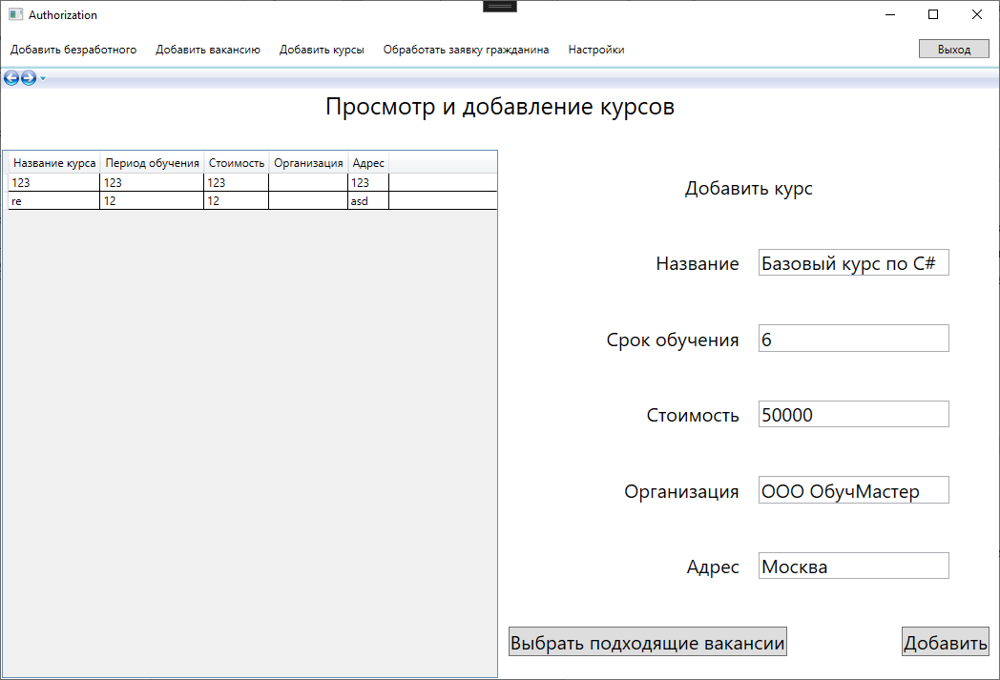 Authorization
Добавить безработного Добавить вакансию Добавить курсы Обработать заявку гражданина Настройки Выход
Просмотр и добавление курсов
Название курса Период обучения Стоимость Организация Адрес
123 123 123 123
re 12 12 asd
Добавить курс
Название Базовый курс по C#
Срок обучения 6
Стоимость 50000
Организация ООО ОбучМастер
Адрес Москва
Выбрать подходящие вакансии Добавить